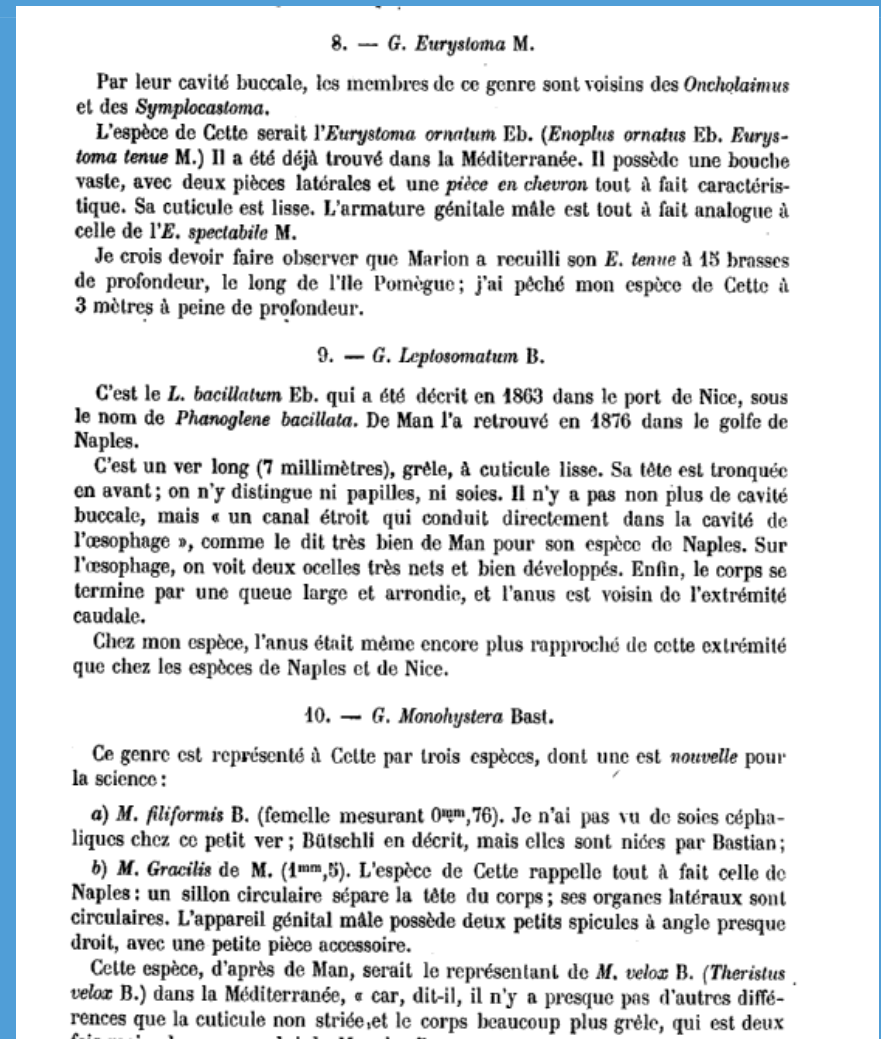 8. — G. Eurystoma M.
Par leur cavité buccale, les membres de ce genre sont voisins des Oncholaimus
et des Symplocastoma.
L'espèce de Cette serait l'Eurystoma ornatum Eb. (Enoplus ornatus Eb. Eurys-
toma tenue M.) Il a été déjà trouvé dans la Méditerranée. Il possède une bouche
vaste, avec deux pièces latérales et une pièce en chevron tout à fait caractéris-
tique. Sa cuticule est lisse. L'armature génitale mâle est tout à fait analogue à
celle de l'E. spectabile M.
Je crois devoir faire observer que Marion a recuilli son E. tenue à 15 brasses
de profondeur, le long de l'île Pomègue; j'ai pêché mon espèce de Cette à
3 mètres à peine de profondeur.
9. — G. Leptosomatum B.
C'est le L. bacillatum Eb. qui a été décrit en 1863 dans le port de Nice, sous
le nom de Phanoglene bacillata. De Man l'a retrouvé en 1876 dans le golfe de
Naples.
C'est un ver long (7 millimètres), grêle, à cuticule lisse. Sa tête est tronquée
en avant; on n'y distingue ni papilles, ni soies. Il n'y a pas non plus de cavité
buccale, mais « un canal étroit qui conduit directement dans la cavité de
l'œsophage », comme le dit très bien de Man pour son espèce de Naples. Sur
l'œsophage, on voit deux ocelles très nets et bien développés. Enfin, le corps se
termine par une queue large et arrondie, et l'anus est voisin de l'extrémité
caudale.
Chez mon espèce, l'anus était même encore plus rapproché de cette extrémité
que chez les espèces de Naples et de Nice.
10. — G. Monohystera Bast.
Ce genre est représenté à Cette par trois espèces, dont une est nouvelle pour
la science :
a) M. filiformis B. (femelle mesurant 0mm,76). Je n'ai pas vu de soies cépha-
liques chez ce petit ver ; Bütschli en décrit, mais elles sont niées par Bastian;
b) M. Gracilis de M. (1mm,5). L'espèce de Cette rappelle tout à fait celle de
Naples : un sillon circulaire sépare la tête du corps ; ses organes latéraux sont
circulaires. L'appareil génital mâle possède deux petits spicules à angle presque
droit, avec une petite pièce accessoire.
Cette espèce, d'après de Man, serait le représentant de M. velox B. (Theristus
velox B.) dans la Méditerranée, « car, dit-il, il n'y a presque pas d'autres diffé-
rences que la cuticule non striée, et le corps beaucoup plus grêle, qui est deux